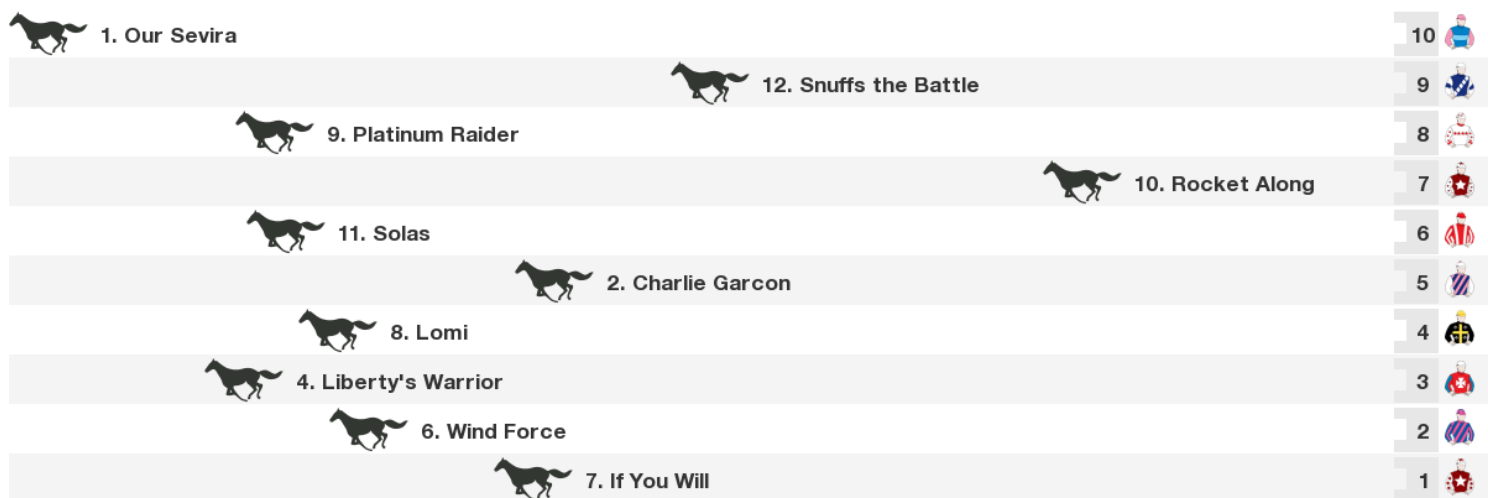 1. Our Sevira 10
12. Snuffs the Battle 9
9. Platinum Raider 8
10. Rocket Along 7
11. Solas 6
2. Charlie Garcon 5
8. Lomi 4
4. Liberty's Warrior 3
6. Wind Force 2
7. If You Will 1